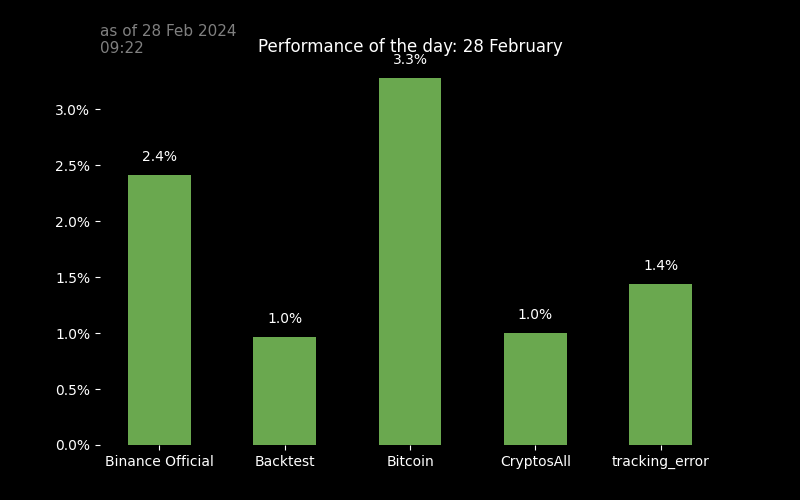 as of 28 Feb 2024
09:22
Performance of the day: 28 February
3.3%
3.0%
2.5%
2.4%
2.0%
1.5%
1.4%
1.0%
1.0%
1.0%
0.5%
0.0%
Binance Official
Backtest
Bitcoin
CryptosAll
tracking_error